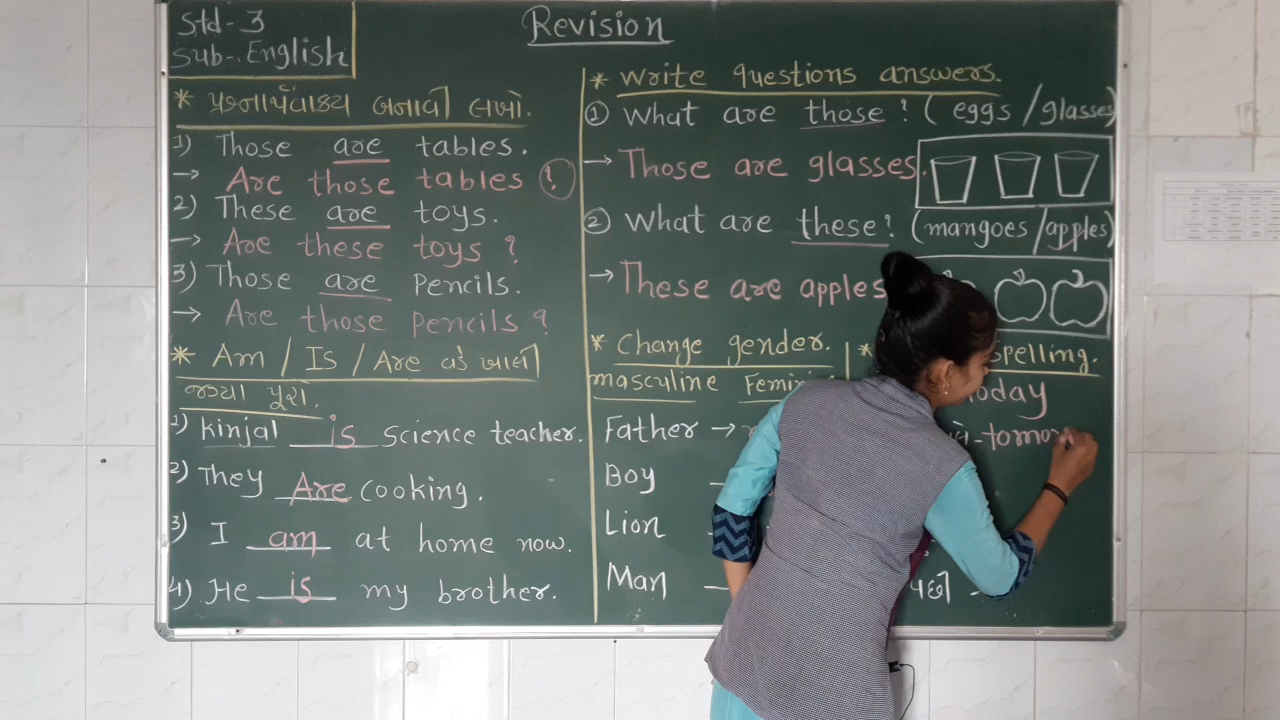 Std-3
Sub-. English
Revision
* પ્રશ્નાર્થવાક્ય બનાવી લખો.
1) Those are tables.
→ Are those tables ?
2) These are toys.
→ Are these toys ?
3) Those are Pencils.
→ Are those pencils ?
* Am / Is / Are વડે ખાલી
જગ્યા પૂરો.
1) Kinjal is Science teacher.
2) They Are cooking.
3) I am at home now.
4) He is my brother.
* Write questions answers.
① What are those ? ( eggs / glasses)
→ Those are glasses.
② What are these ? (mangoes / apples)
→ These are apples
* Change gender.
masculine
Father →
Boy
Lion
Man
* spelling.
today